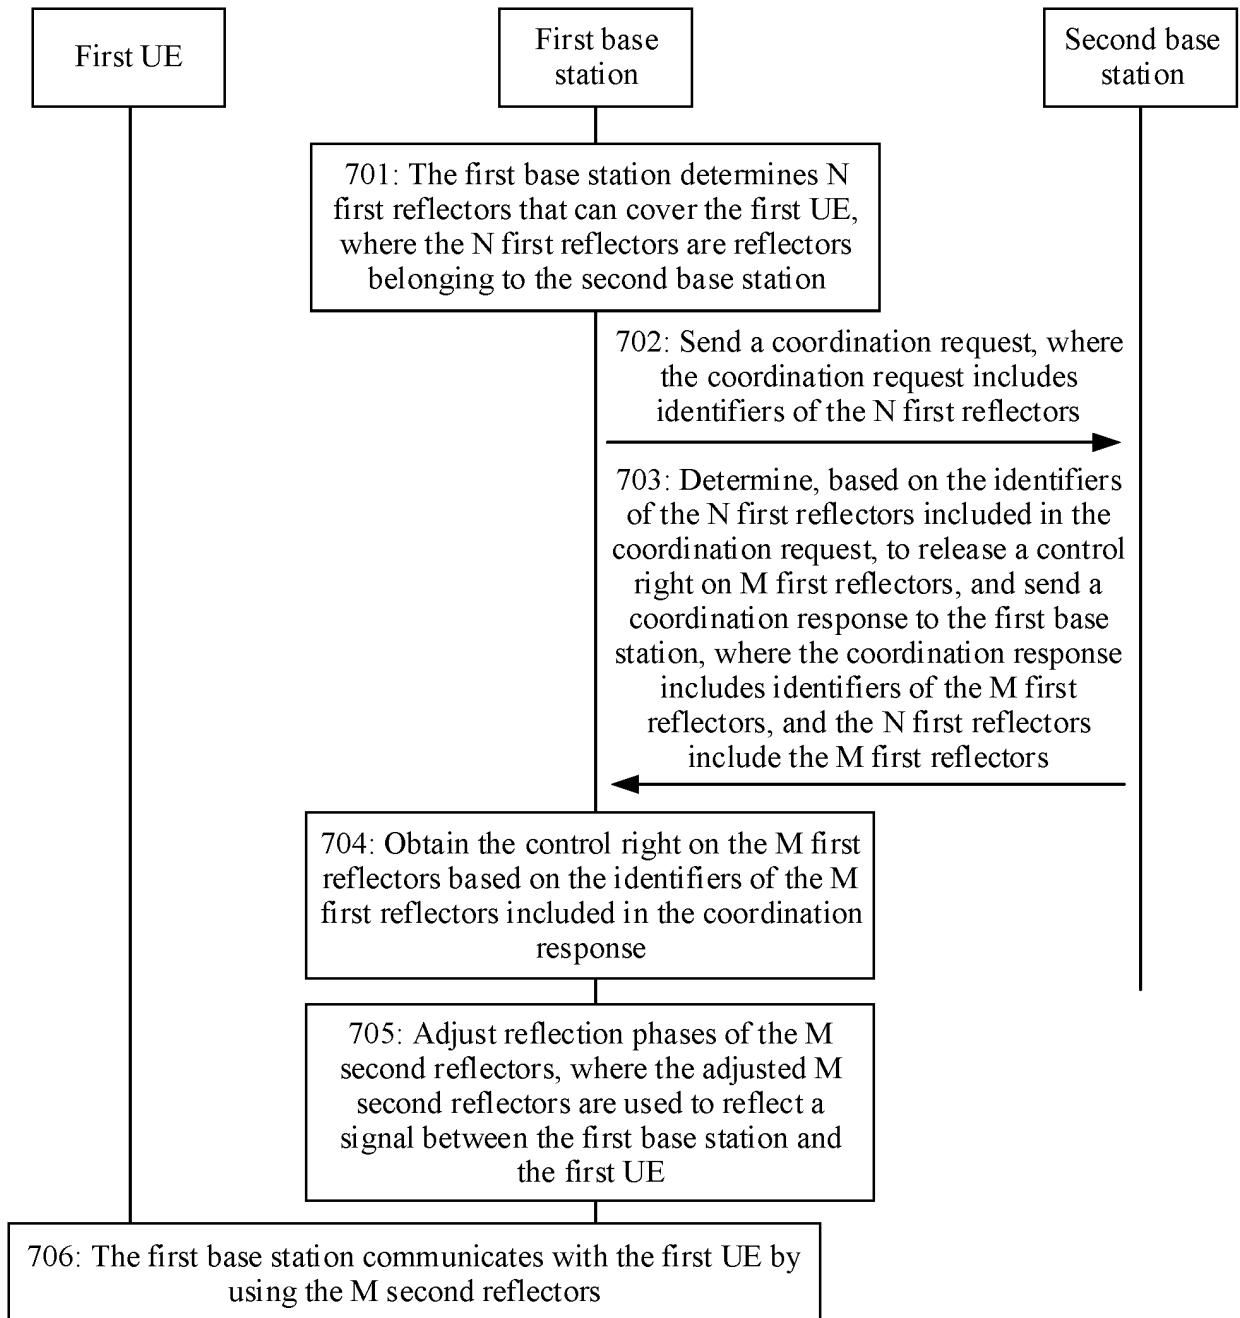 First UE
First base
station
Second base
station
701: The first base station determines N
first reflectors that can cover the first UE,
where the N first reflectors are reflectors
belonging to the second base station
702: Send a coordination request, where
the coordination request includes
identifiers of the N first reflectors
703: Determine, based on the identifiers
of the N first reflectors included in the
coordination request, to release a control
right on M first reflectors, and send a
coordination response to the first base
station, where the coordination response
includes identifiers of the M first
reflectors, and the N first reflectors
include the M first reflectors
704: Obtain the control right on the M first
reflectors based on the identifiers of the M
first reflectors included in the coordination
response
705: Adjust reflection phases of the M
second reflectors, where the adjusted M
second reflectors are used to reflect a
signal between the first base station and
the first UE
706: The first base station communicates with the first UE by
using the M second reflectors